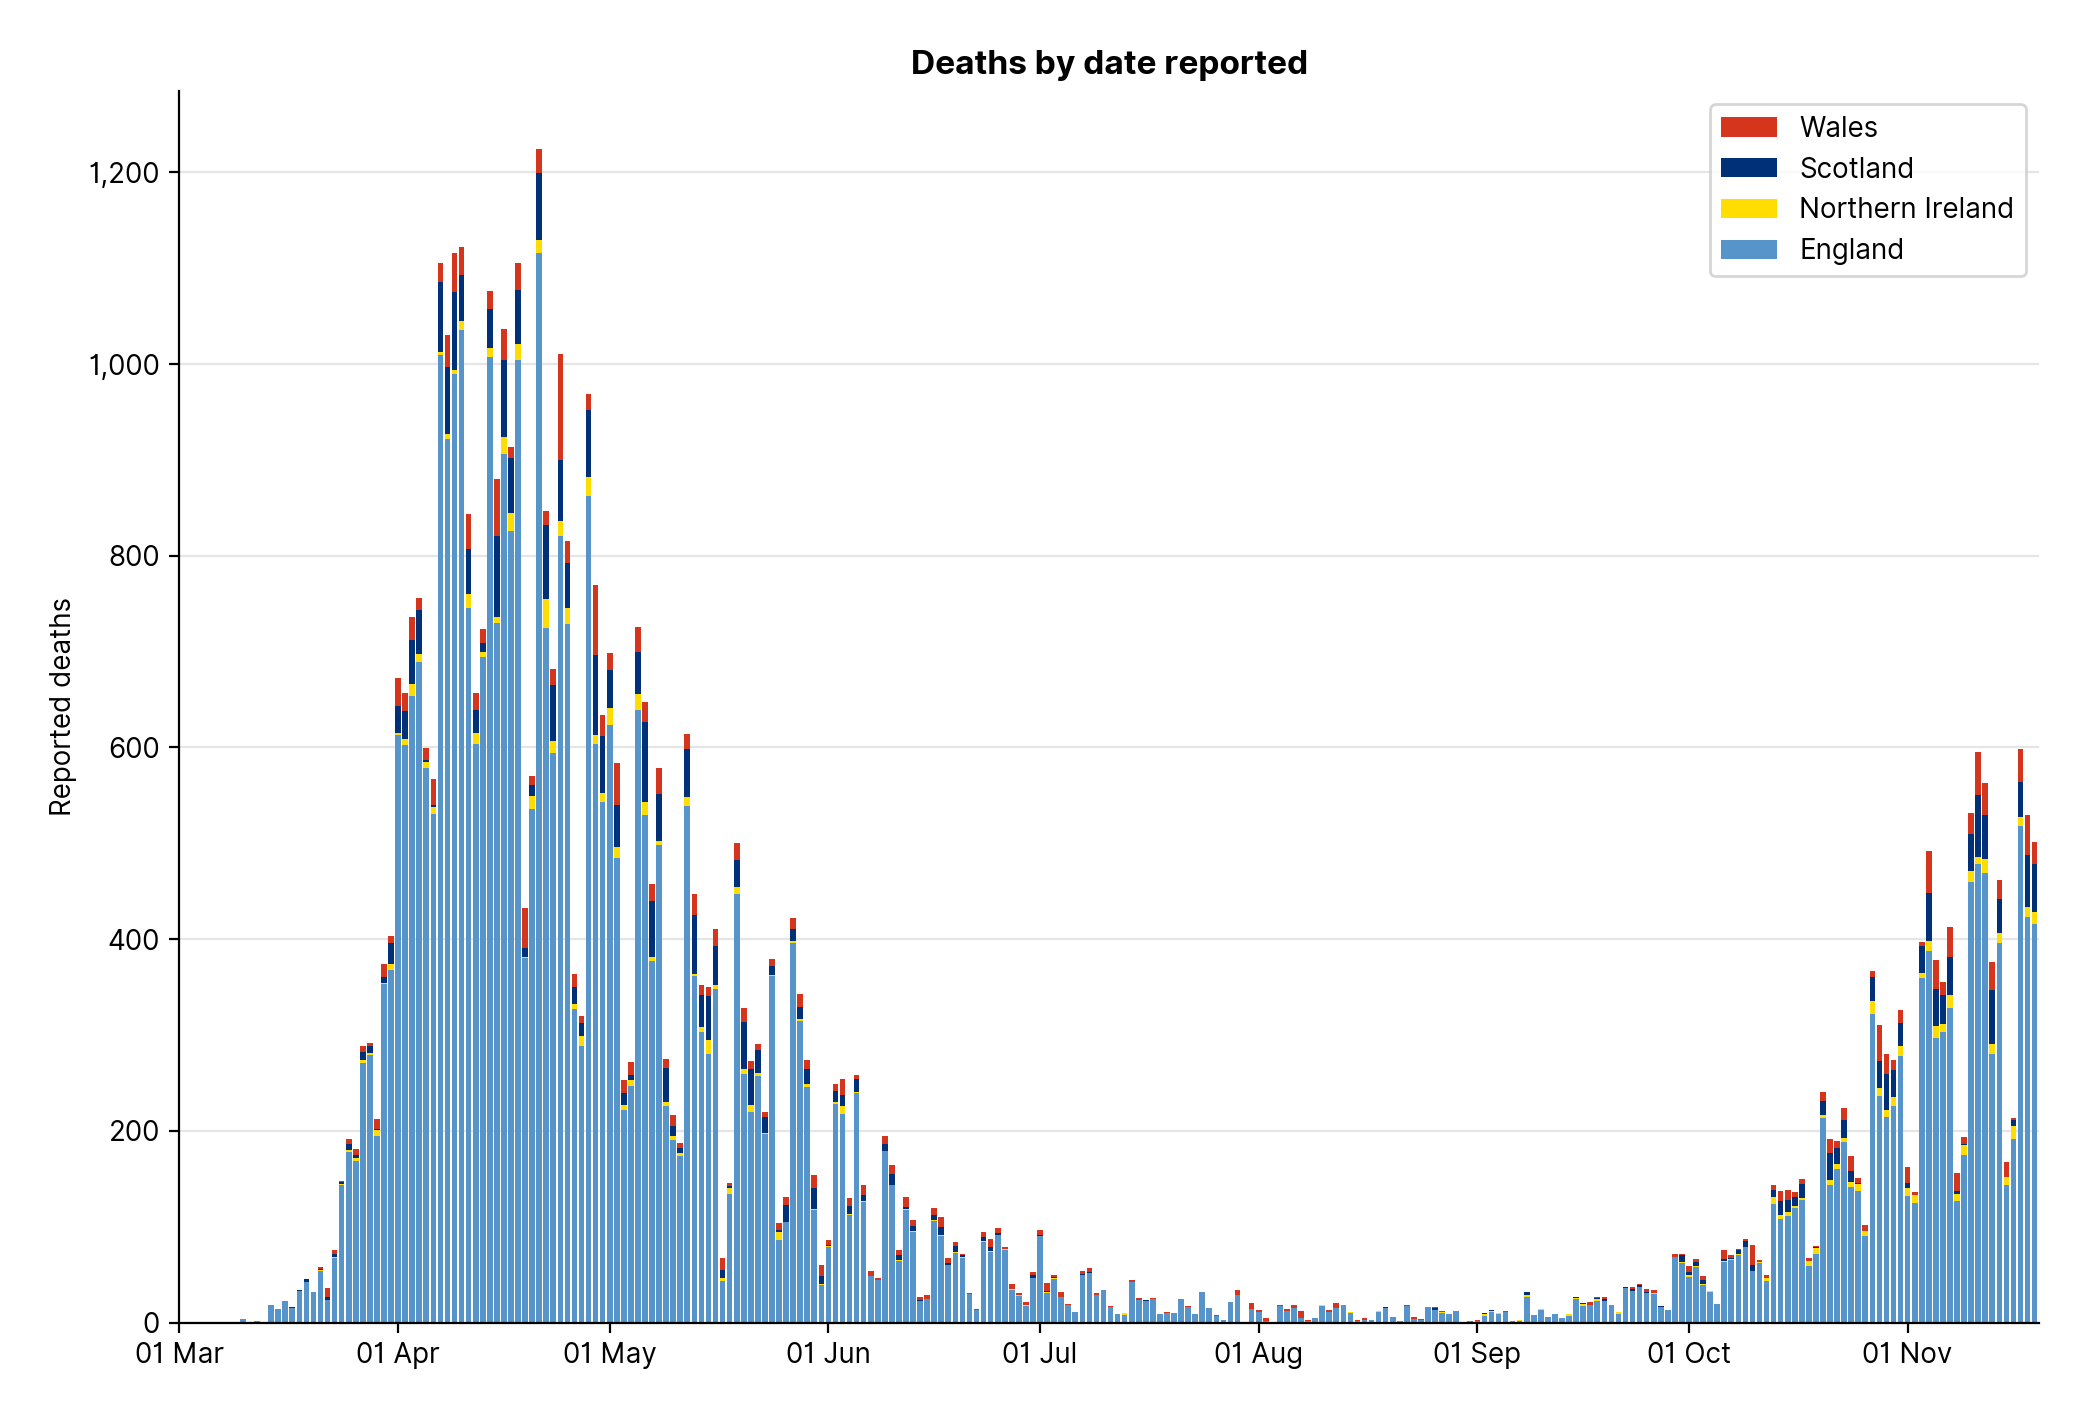 Deaths by date reported
Wales
Scotland
Northern Ireland
England
Reported deaths
1,200
1,000
800
600
400
200
0
01 Mar
01 Apr
01 May
01 Jun
01 Jul
01 Aug
01 Sep
01 Oct
01 Nov